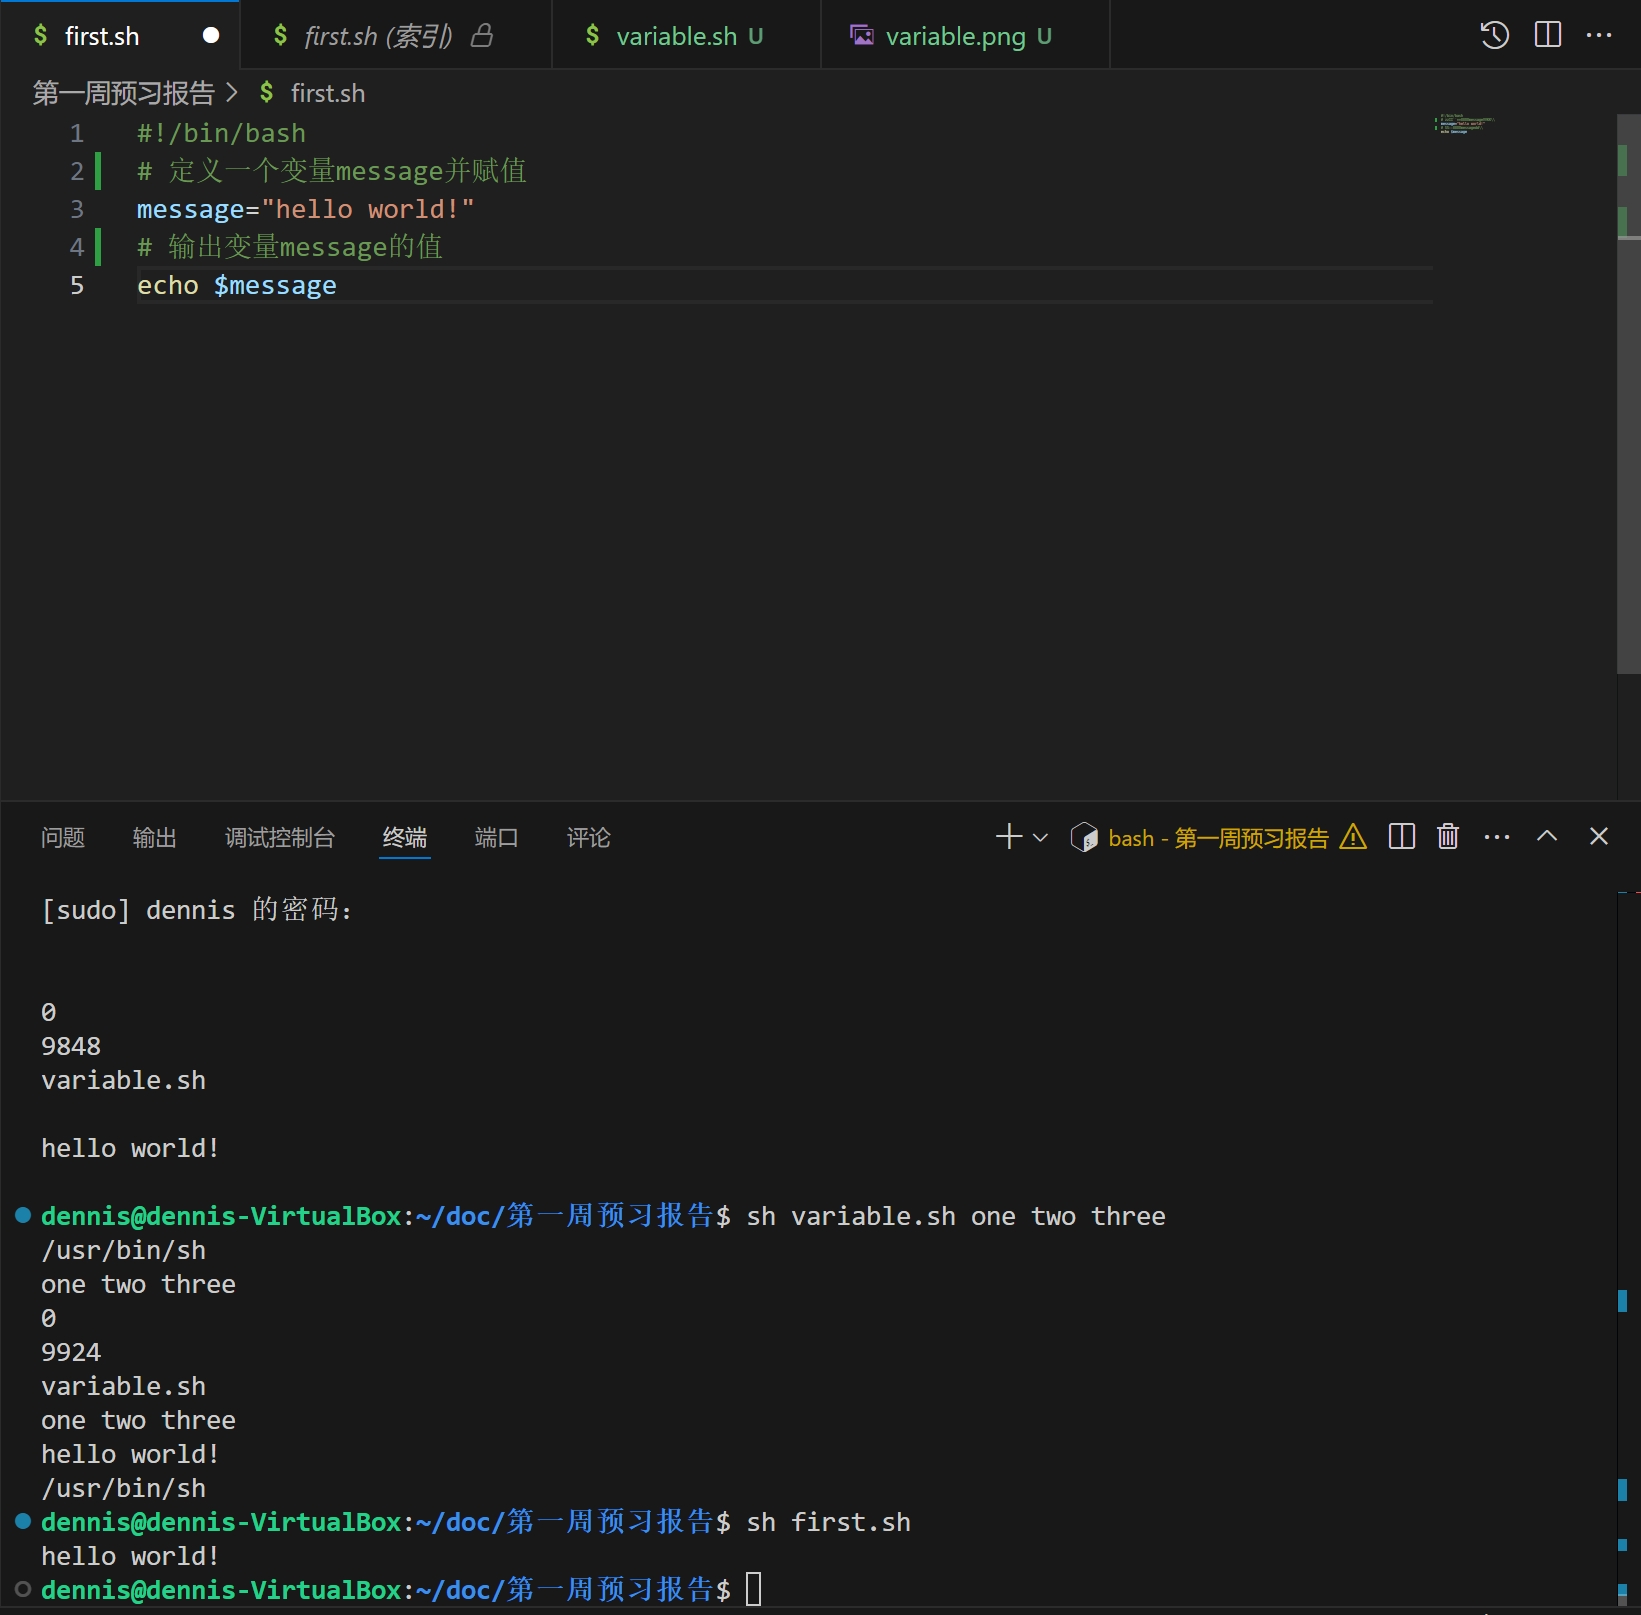 $ first.sh ● $ first.sh (索引) $ variable.sh U variable.png U
第一周预习报告 > $ first.sh
1 #!/bin/bash
2 # 定义一个变量message并赋值
3 message="hello world!"
4 # 输出变量message的值
5 echo $message
问题 输出 调试控制台 终端 端口 评论 bash - 第一周预习报告
[sudo] dennis 的密码：
0
9848
variable.sh
hello world!
dennis@dennis-VirtualBox:~/doc/第一周预习报告$ sh variable.sh one two three
/usr/bin/sh
one two three
0
9924
variable.sh
one two three
hello world!
/usr/bin/sh
dennis@dennis-VirtualBox:~/doc/第一周预习报告$ sh first.sh
hello world!
dennis@dennis-VirtualBox:~/doc/第一周预习报告$